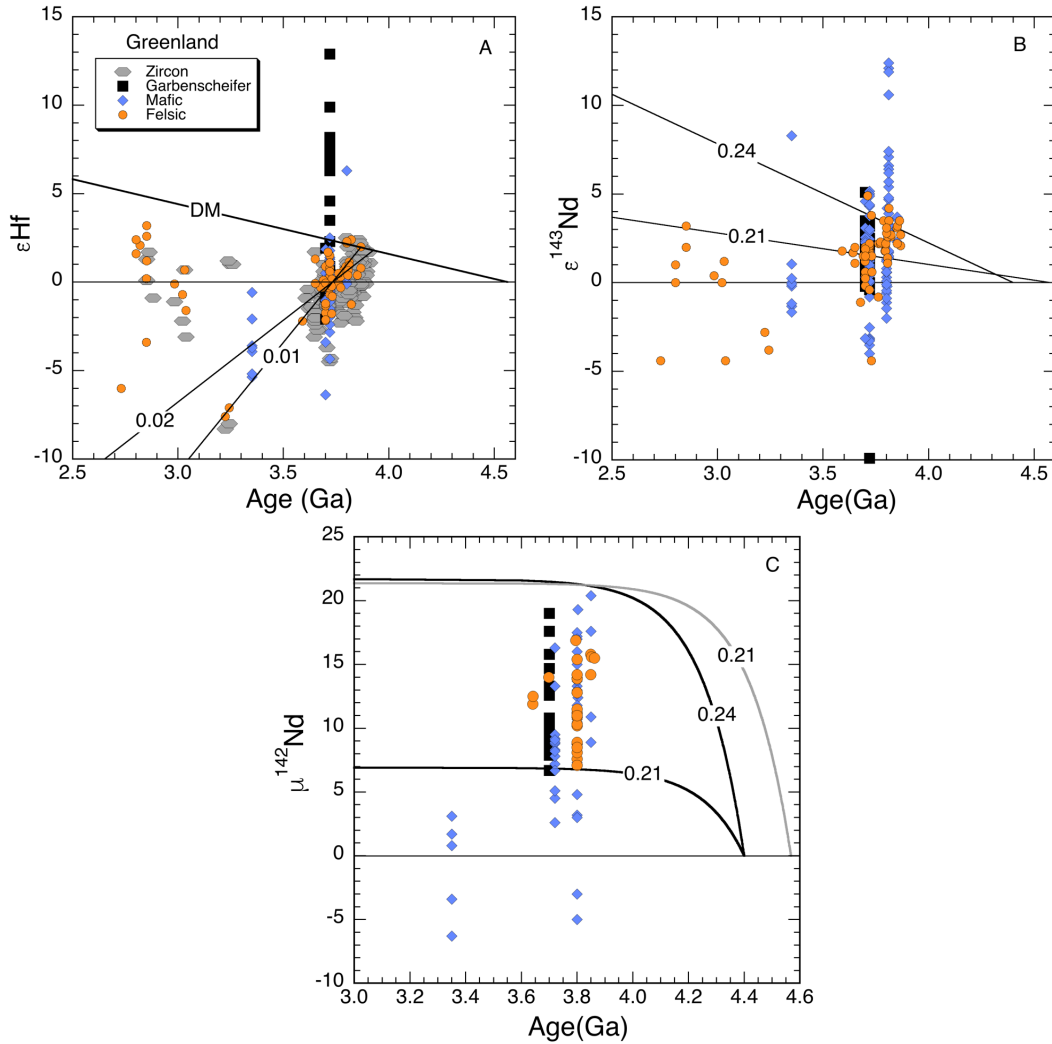 Greenland
Zircon
Garbenscheifer
Mafic
Felsic
A
15
10
5
0
-5
-10
εHf
DM
0.01
0.02
2.5 3.0 3.5 4.0 4.5
Age (Ga)
B
15
10
5
0
-5
-10
ε143Nd
0.24
0.21
2.5 3.0 3.5 4.0 4.5
Age(Ga)
C
25
20
15
10
5
0
-5
-10
μ142Nd
0.21
0.24
0.21
3.0 3.2 3.4 3.6 3.8 4.0 4.2 4.4 4.6
Age(Ga)